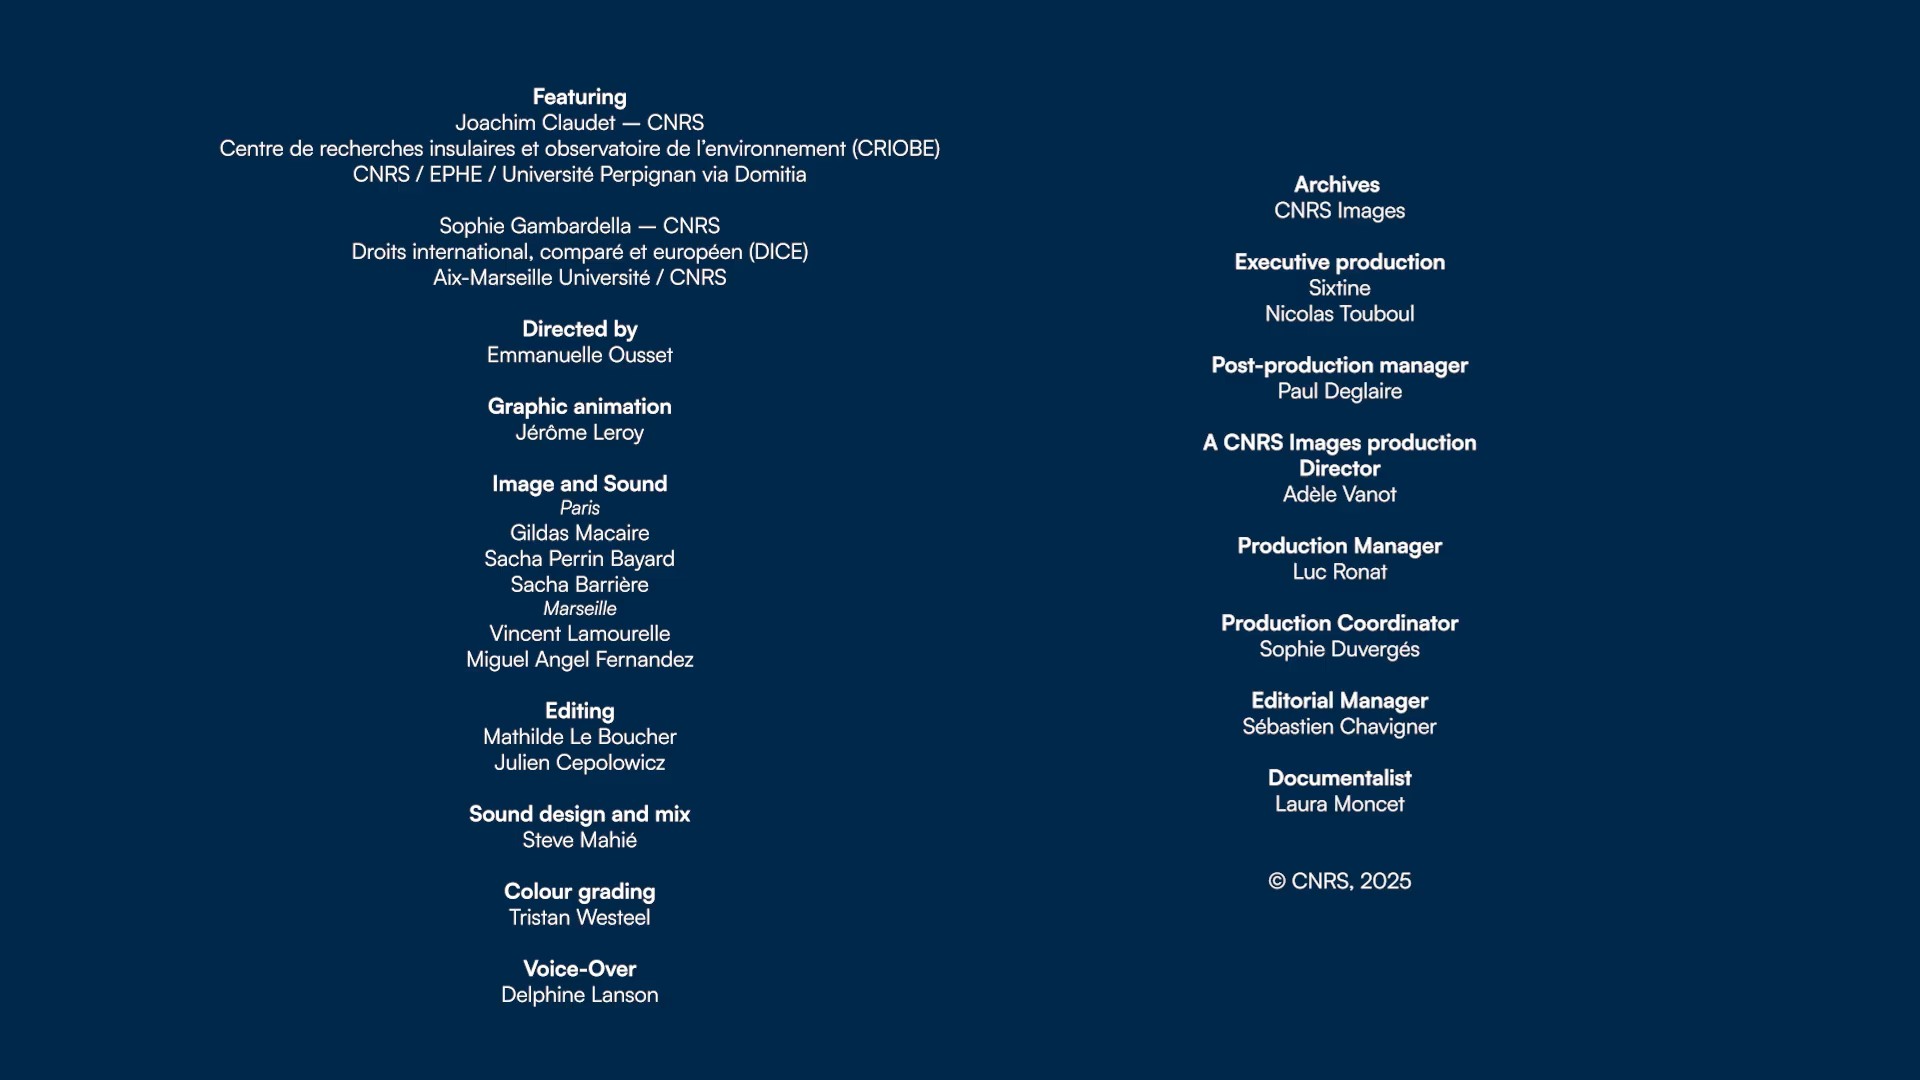 Featuring
Joachim Claudet — CNRS
Centre de recherches insulaires et observatoire de l’environnement (CRIOBE)
CNRS / EPHE / Université Perpignan via Domitia
Sophie Gambardella — CNRS
Droits international, comparé et européen (DICE)
Aix-Marseille Université / CNRS
Directed by
Emmanuelle Ousset
Graphic animation
Jérôme Leroy
Image and Sound
Paris
Gildas Macaire
Sacha Perrin Bayard
Sacha Barrière
Marseille
Vincent Lamourelle
Miguel Angel Fernandez
Editing
Mathilde Le Boucher
Julien Cepolowicz
Sound design and mix
Steve Mahié
Colour grading
Tristan Westeel
Voice-Over
Delphine Lanson
Archives
CNRS Images
Executive production
Sixtine
Nicolas Touboul
Post-production manager
Paul Deglaire
A CNRS Images production
Director
Adèle Vanot
Production Manager
Luc Ronat
Production Coordinator
Sophie Duvergés
Editorial Manager
Sébastien Chavigner
Documentalist
Laura Moncet
© CNRS, 2025